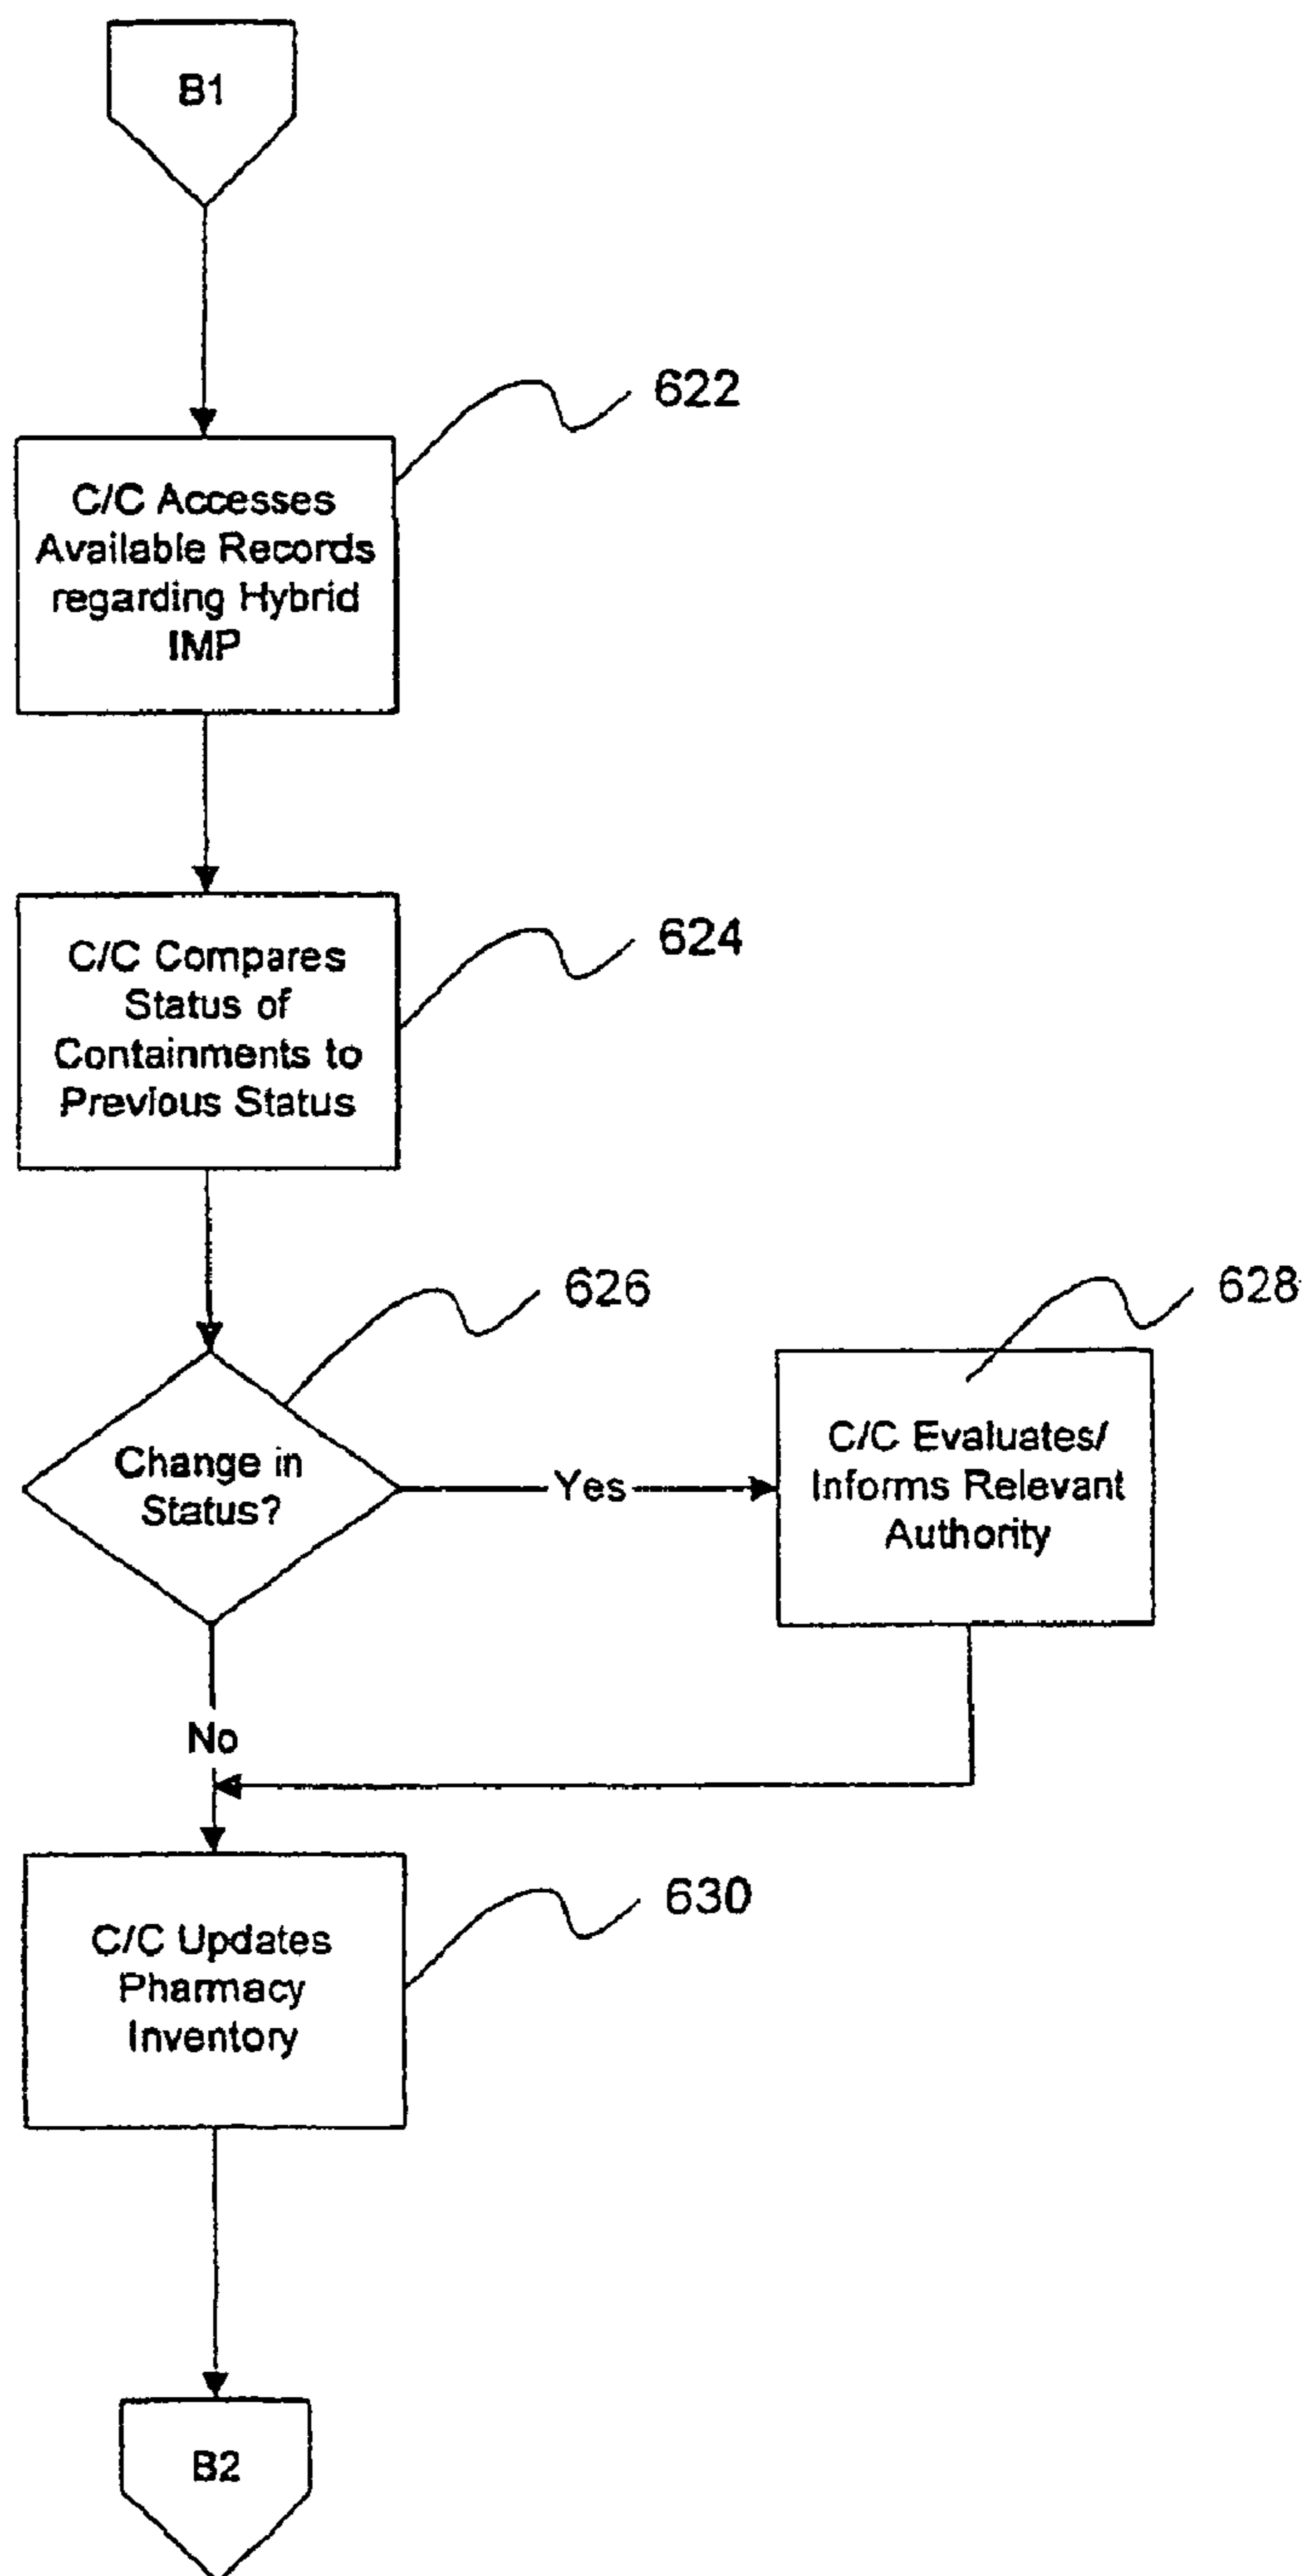 B1
622
C/C Accesses
Available Records
regarding Hybrid
IMP
624
C/C Compares
Status of
Containments to
Previous Status
626
Change in
Status?
Yes
628
C/C Evaluates/
Informs Relevant
Authority
No
630
C/C Updates
Pharmacy
Inventory
B2